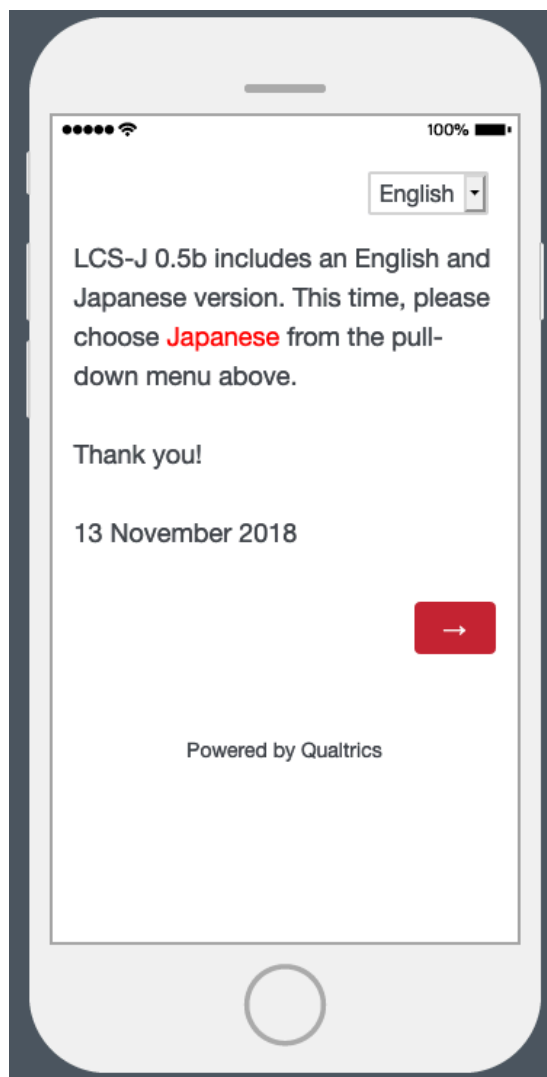 100%
English
LCS-J 0.5b includes an English and
Japanese version. This time, please
choose Japanese from the pull-
down menu above.
Thank you!
13 November 2018
→
Powered by Qualtrics